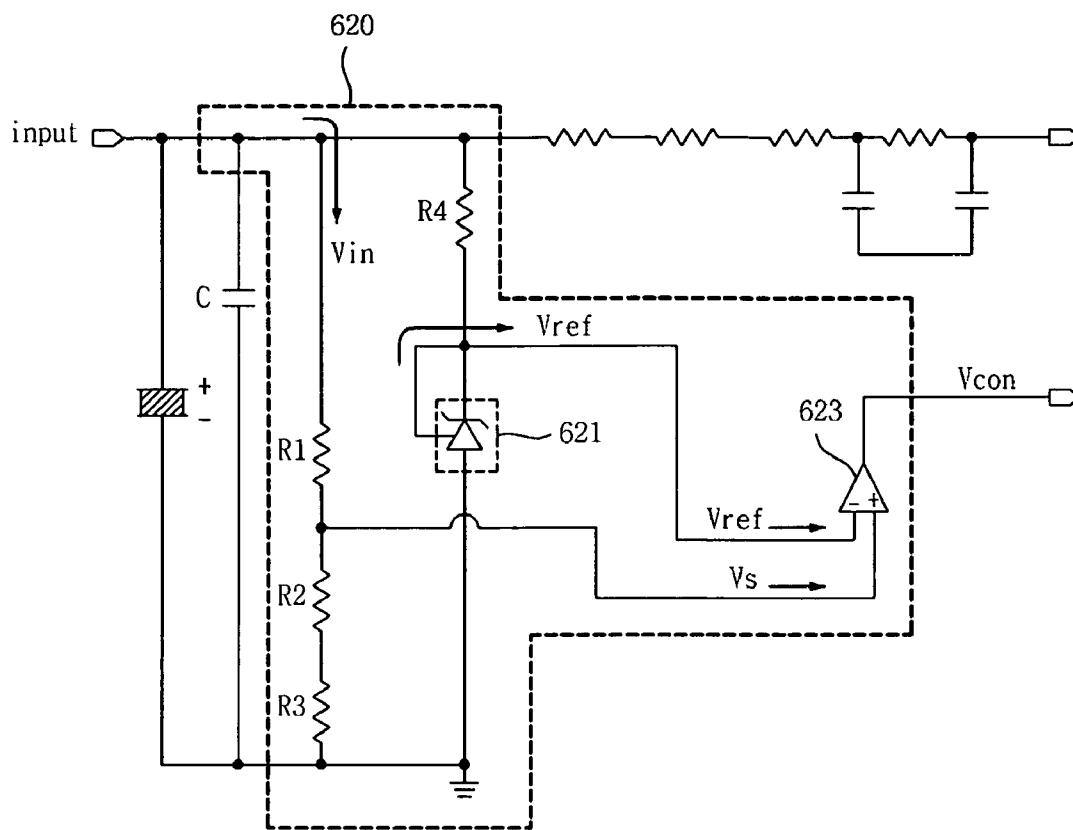 620
input
R4
Vin
C
Vref
+
-
Vcon
623
621
R1
Vref
- +
Vs
R2
R3